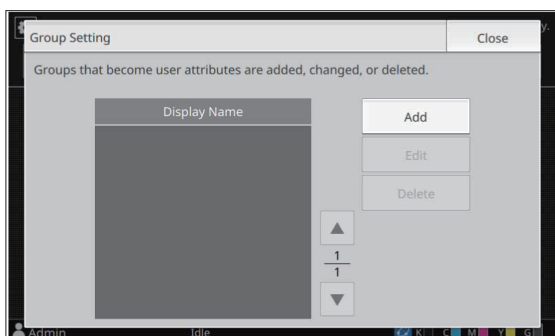 y.
Group Setting
Close
Groups that become user attributes are added, changed, or deleted.
Display Name
Add
Edit
Delete
1
1
Admin
Idle
K
C
M
Y
G